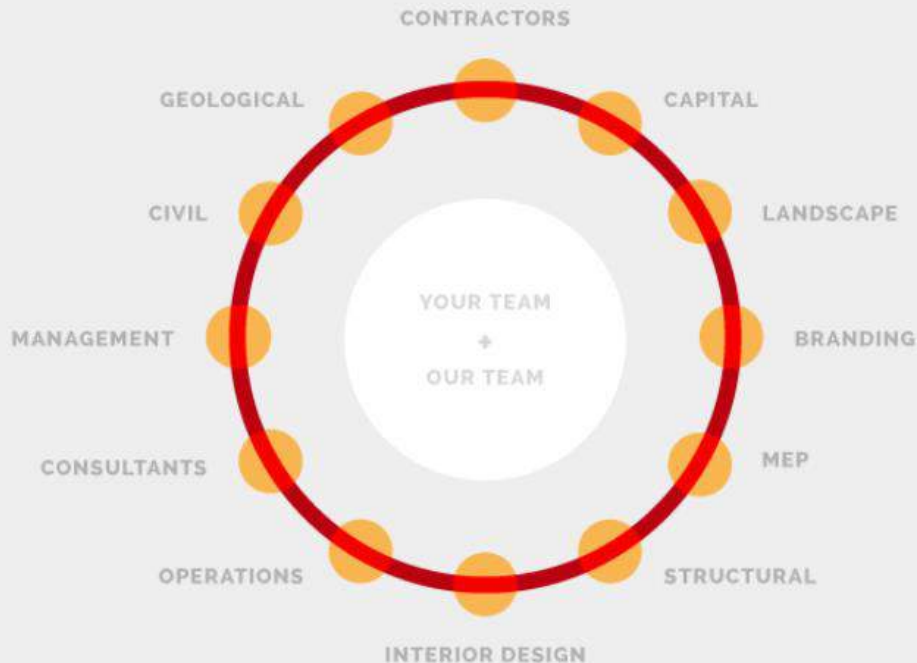 CONTRACTORS
GEOLOGICAL
CAPITAL
CIVIL
LANDSCAPE
YOUR TEAM
+
OUR TEAM
MANAGEMENT
BRANDING
CONSULTANTS
MEP
OPERATIONS
STRUCTURAL
INTERIOR DESIGN